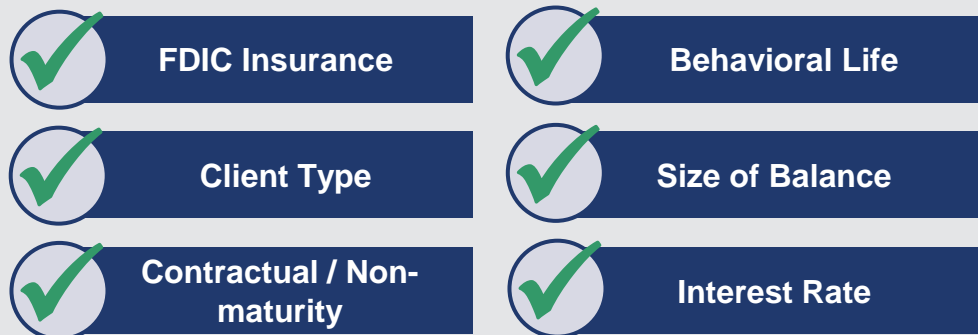 FDIC Insurance
Behavioral Life
Client Type
Size of Balance
Contractual / Non-
maturity
Interest Rate